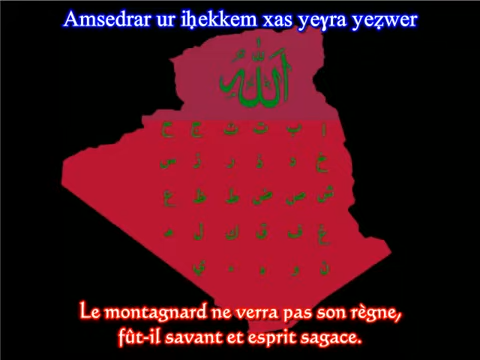 Amsedrar ur iḥekkem xas yeɣra yeẓwer
الله
إ ب ت ث ج ح
خ د ذ ر ز س
ش ص ض ط ظ ع
غ ف ق ك ل م
Le montagnard ne verra pas son règne,
fût-il savant et esprit sagace.